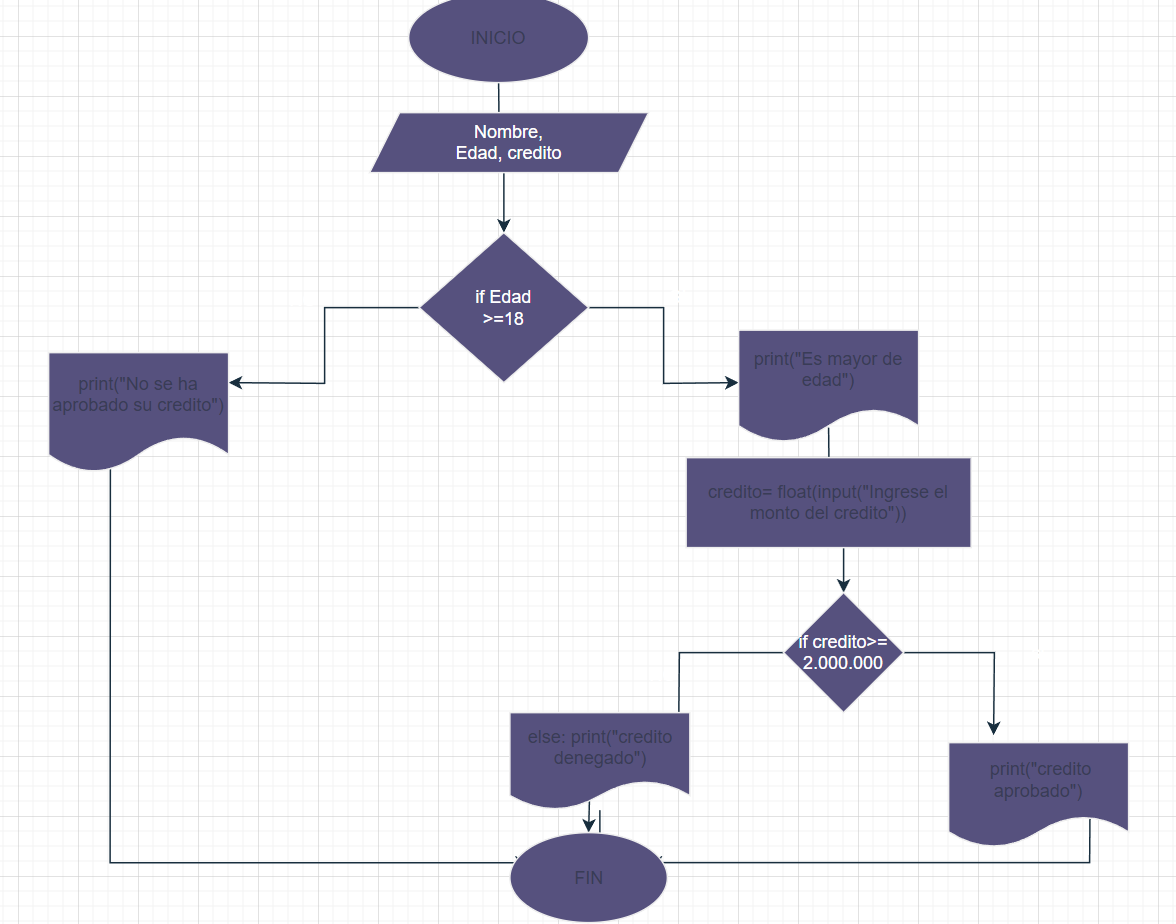 INICIO
Nombre,
Edad, credito
if Edad
>=18
print("No se ha
aprobado su credito")
print("Es mayor de
edad")
credito= float(input("Ingrese el
monto del credito"))
if credito>=
2.000.000
else: print("credito
denegado")
print("credito
aprobado")
FIN